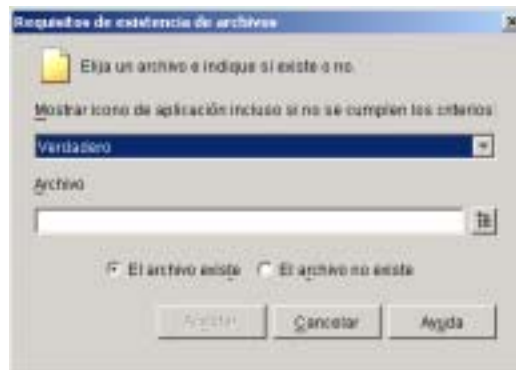 Requisitos de existencia de archivos
Elija un archivo e indique si existe o no.
Mostrar icono de aplicación incluso si no se cumplen los criterios:
Verdadero
Archivo
El archivo existe El archivo no existe
Aceptar Cancelar Ayuda